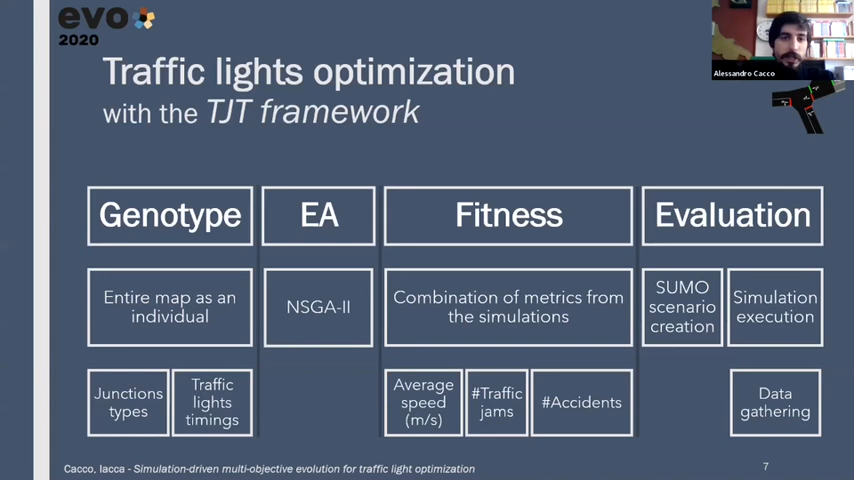 evo
2020
Alessandro Cacco
Traffic lights optimization
with the TJT framework
Genotype
EA
Fitness
Evaluation
Entire map as an
individual
NSGA-II
Combination of metrics from
the simulations
SUMO
scenario
creation
Simulation
execution
Junctions
types
Traffic
lights
timings
Average
speed
(m/s)
#Traffic
jams
#Accidents
Data
gathering
Cacco, Iacca - Simulation-driven multi-objective evolution for traffic light optimization
7